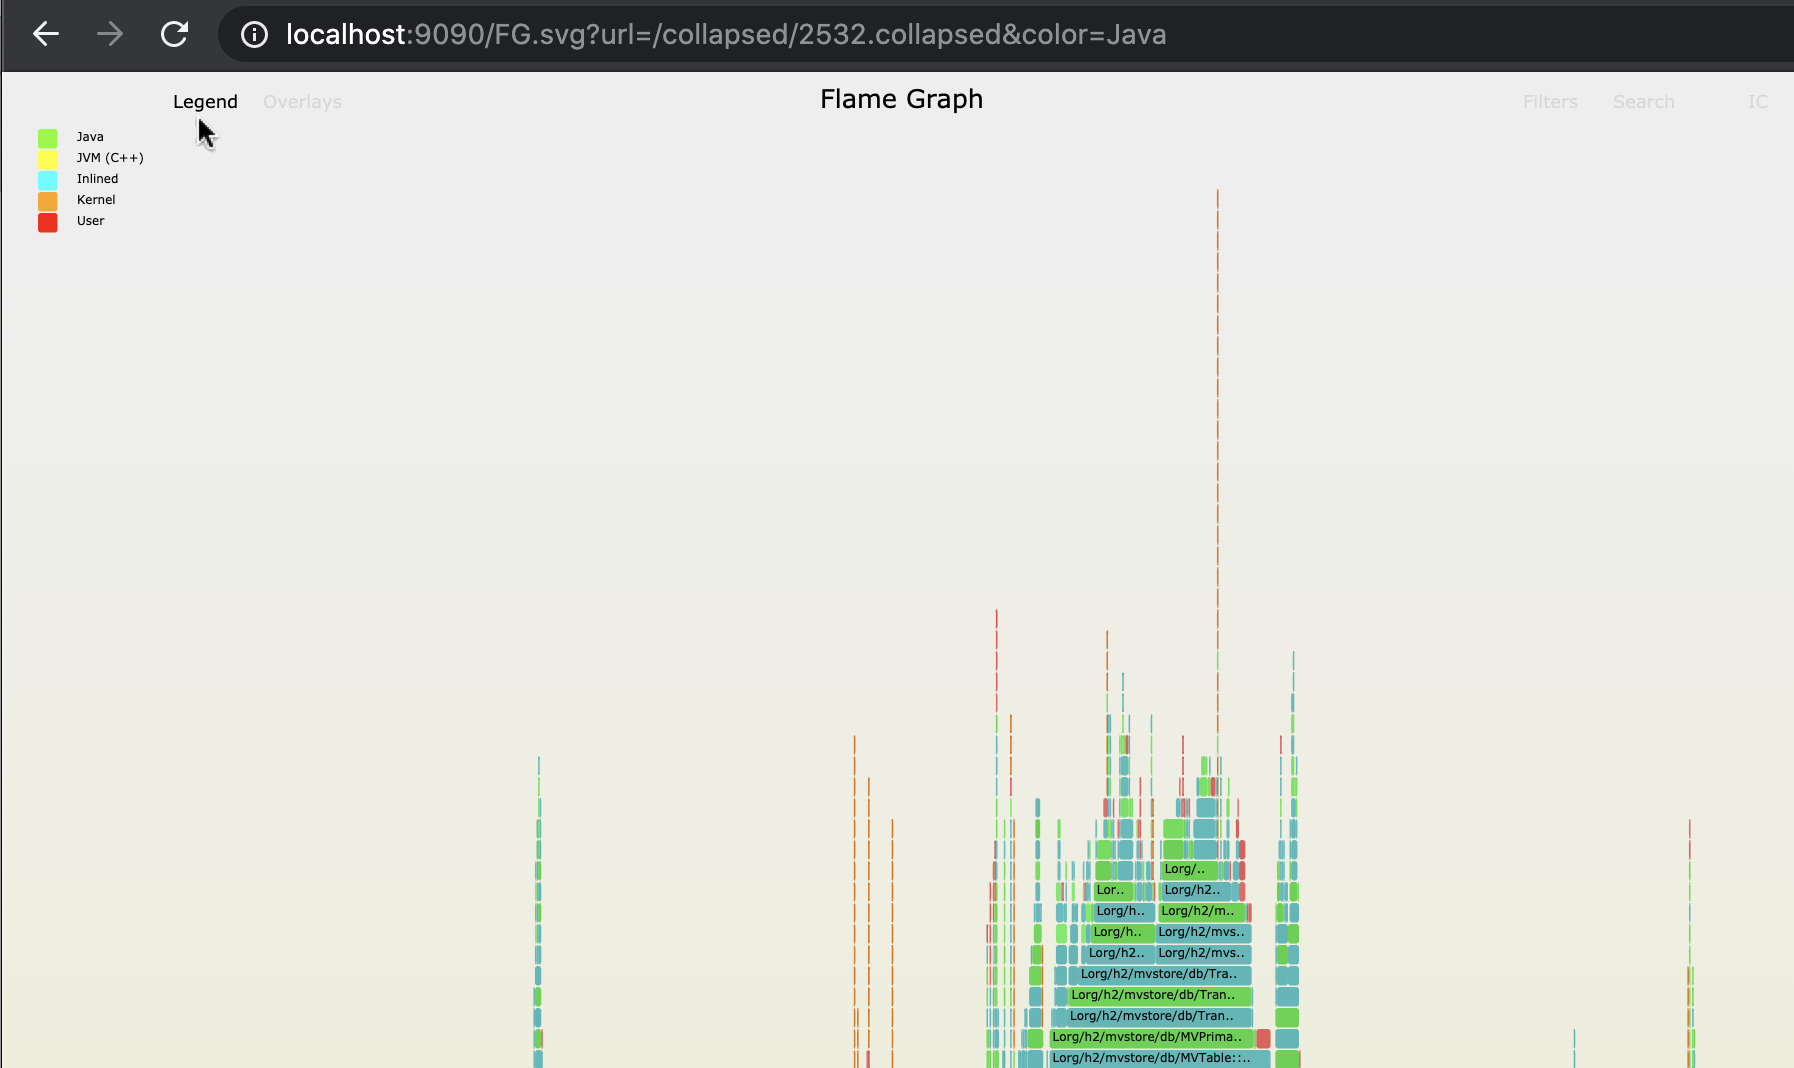 localhost:9090/FG.svg?url=/collapsed/2532.collapsed&color=Java
Legend Overlays Flame Graph Filters Search IC
Java
JVM (C++)
Inlined
Kernel
User
Lorg/..
Lor.. Lorg/h2..
Lorg/h.. Lorg/h2/m..
Lorg/h.. Lorg/h2/mvs..
Lorg/h2.. Lorg/h2/mvs..
Lorg/h2/mvstore/db/Tra..
Lorg/h2/mvstore/db/Tran..
Lorg/h2/mvstore/db/Tran..
Lorg/h2/mvstore/db/MVPrima..
Lorg/h2/mvstore/db/MVTable::..